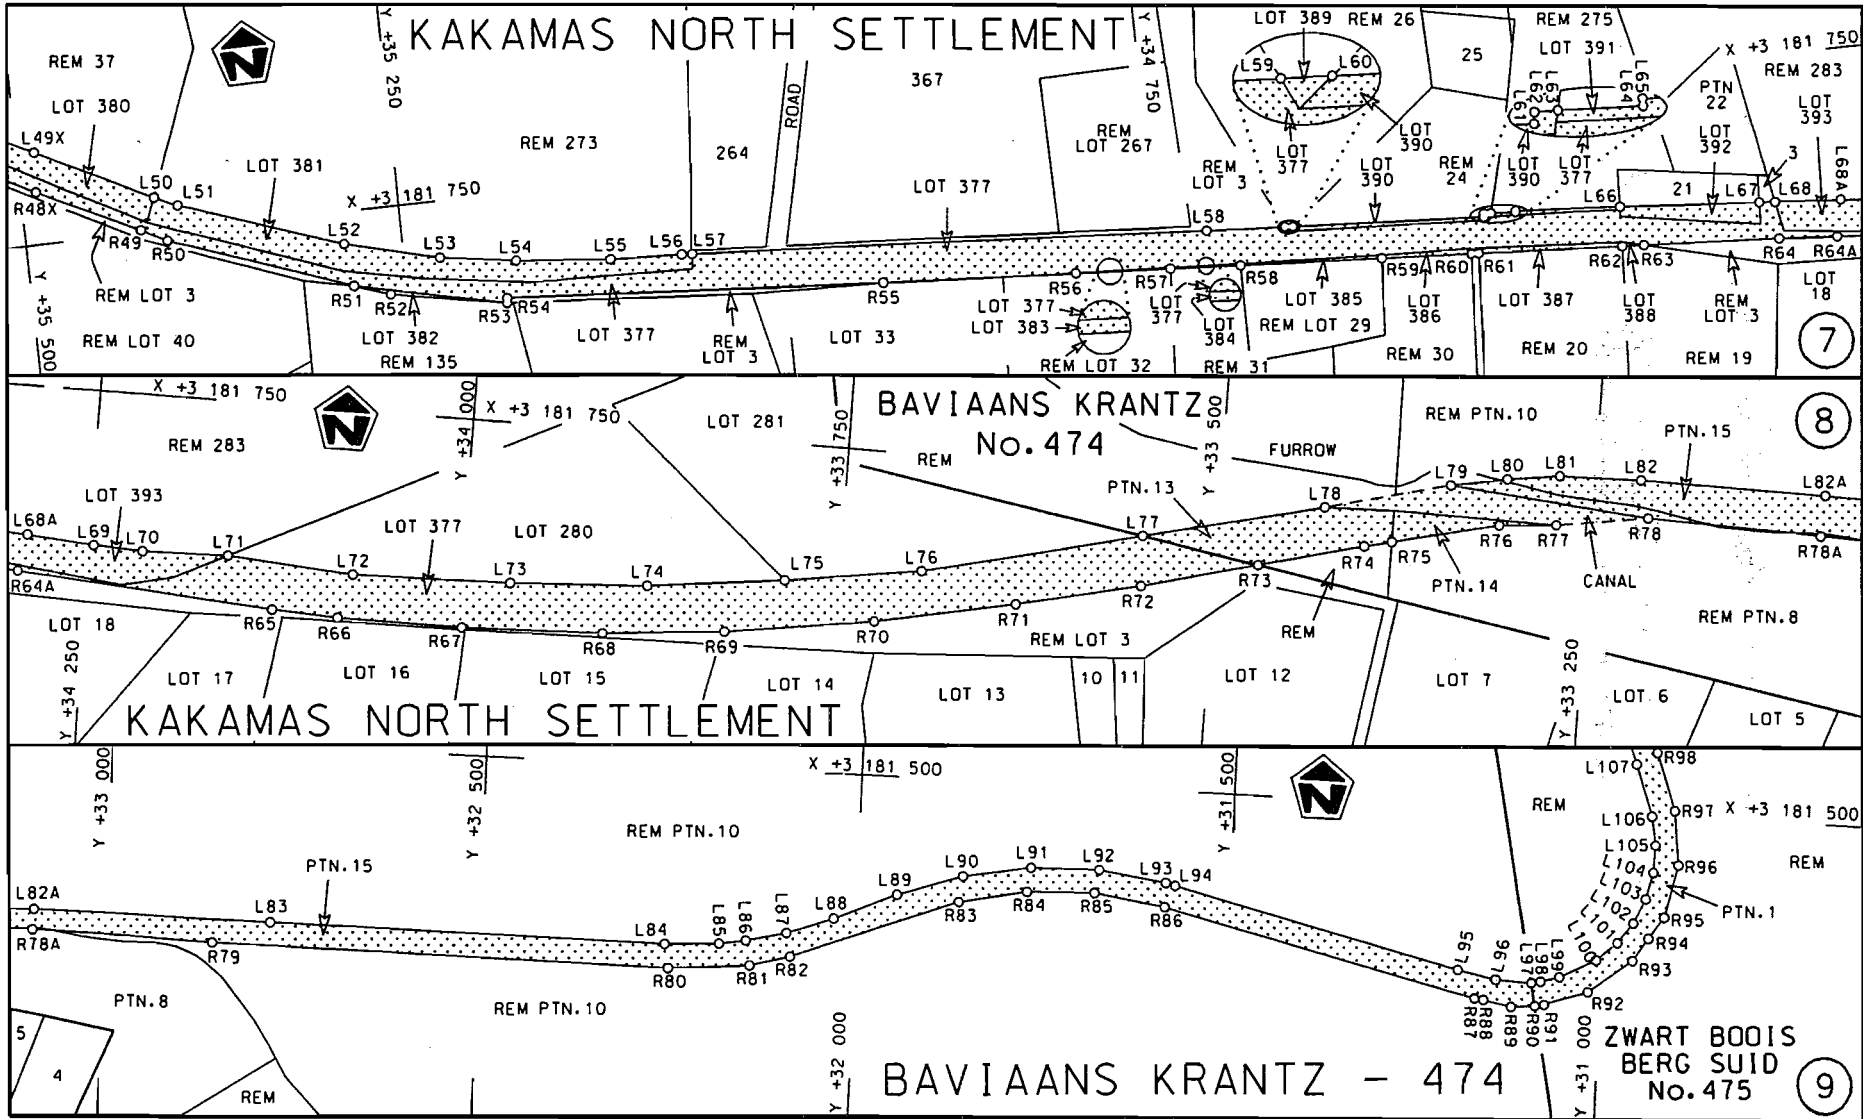 KAKAMAS NORTH SETTLEMENT
REM 37
LOT 380
L49X
N
Y +35 250
REM 273
LOT 381
X +3 181 750
L50
L51
L52
L53
L54
L55
L56
L57
264
ROAD
367
LOT 377
REM
LOT 267
Y +34 750
REM
LOT 3
L58
LOT 389
REM 26
L59
L60
LOT
377
LOT
390
LOT
390
25
REM
24
REM 275
LOT 391
L61
L62
L63
L64
L65
LOT
390
LOT
377
X +3 181 750
REM 283
PTN
22
LOT
392
LOT
393
3
21
L66
L67
L68
L68A
R48X
R49
R50
R51
R52
R53
R54
R55
R56
R57
R58
R59
R60
R61
R62
R63
R64
R64A
REM LOT 3
Y +35 500
REM LOT 40
LOT 382
REM 135
LOT 377
REM
LOT 3
LOT 33
LOT 377
LOT 383
REM LOT 32
LOT
377
LOT
384
REM 31
LOT 385
REM LOT 29
LOT
386
REM 30
LOT 387
REM 20
LOT
388
REM
LOT 3
REM 19
LOT
18
7
X +3 181 750
REM 283
N
Y +34 000
X +3 181 750
LOT 281
Y +33 750
BAVIAANS KRANTZ
No. 474
REM
Y +33 500
FURROW
REM PTN.10
PTN.15
8
LOT 393
L68A
L69
L70
L71
L72
LOT 377
LOT 280
L73
L74
L75
L76
L77
PTN.13
L78
L79
L80
L81
L82
L82A
R64A
R65
R66
R67
R68
R69
R70
R71
R72
R73
R74
R75
R76
R77
R78
R78A
PTN.14
CANAL
REM
REM PTN.8
REM LOT 3
LOT 18
Y +34 250
LOT 17
LOT 16
LOT 15
LOT 14
LOT 13
10
11
LOT 12
LOT 7
Y +33 250
LOT 6
LOT 5
KAKAMAS NORTH SETTLEMENT
Y +33 000
Y +32 500
X +3 181 500
Y +31 500
N
REM
REM PTN.10
PTN.15
L82A
L83
L84
L85
L86
L87
L88
L89
L90
L91
L92
L93
L94
L95
L96
L97
L98
L99
L100
L101
L102
L103
L104
L105
L106
L107
R98
R97
X +3 181 500
REM
R96
PTN.1
R95
R94
R93
R92
R78A
R79
R80
R81
R82
R83
R84
R85
R86
R87
R88
R89
R90
R91
PTN.8
REM PTN.10
5
4
REM
Y +32 000
BAVIAANS KRANTZ - 474
Y +31 000
ZWART BOOIS
BERG SUID
No.475
9